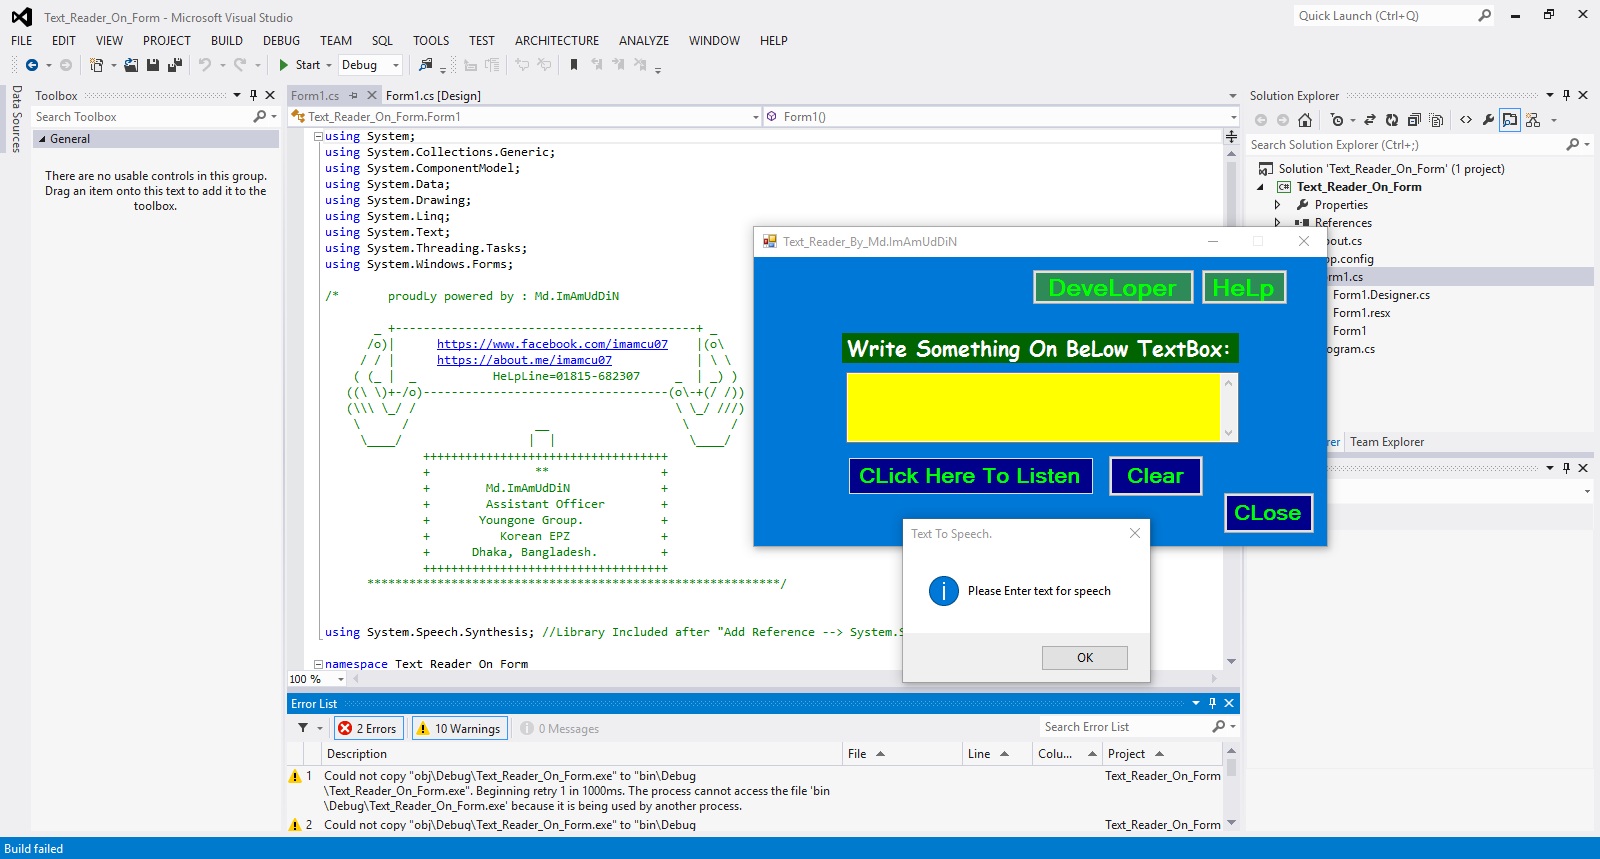 Text_Reader_On_Form - Microsoft Visual Studio
Quick Launch (Ctrl+Q)
FILE EDIT VIEW PROJECT BUILD DEBUG TEAM SQL TOOLS TEST ARCHITECTURE ANALYZE WINDOW HELP
Start Debug
Data Sources
Toolbox
Search Toolbox
General
There are no usable controls in this group.
Drag an item onto this text to add it to the
toolbox.
Form1.cs Form1.cs [Design]
Text_Reader_On_Form.Form1 Form1()
using System;
using System.Collections.Generic;
using System.ComponentModel;
using System.Data;
using System.Drawing;
using System.Linq;
using System.Text;
using System.Threading.Tasks;
using System.Windows.Forms;
/* proudLy powered by : Md.ImAmUdDiN
_ +-------------------------------------------+ _
/o)| https://www.facebook.com/imamcu07 |(o\
/ / | https://about.me/imamcu07 | \ \
( (_ | _ HeLpLine=01815-682307 _ | _) )
((\ \)+-/o)-----------------------------------(o\-+(/ /))
(\\\ \_/ / \ \_/ ///)
\ / __ \ /
\____/ | | \____/
+++++++++++++++++++++++++++++++++++
+ ** +
+ Md.ImAmUdDiN +
+ Assistant Officer +
+ Youngone Group. +
+ Korean EPZ +
+ Dhaka, Bangladesh. +
+++++++++++++++++++++++++++++++++++
***********************************************************/
using System.Speech.Synthesis; //Library Included after "Add Reference --> System.S
namespace Text_Reader_On_Form
100 %
Text_Reader_By_Md.ImAmUdDiN
DeveLoper HeLp
Write Something On BeLow TextBox:
CLick Here To Listen Clear
CLose
Text To Speech.
Please Enter text for speech
OK
Solution Explorer
Search Solution Explorer (Ctrl+;)
Solution 'Text_Reader_On_Form' (1 project)
C# Text_Reader_On_Form
Properties
References
bout.cs
pp.config
rm1.cs
Form1.Designer.cs
Form1.resx
Form1
ogram.cs
rer Team Explorer
Error List
2 Errors 10 Warnings 0 Messages
Search Error List
Description File Line Colu... Project
1 Could not copy "obj\Debug\Text_Reader_On_Form.exe" to "bin\Debug
\Text_Reader_On_Form.exe". Beginning retry 1 in 1000ms. The process cannot access the file 'bin
\Debug\Text_Reader_On_Form.exe' because it is being used by another process.
Text_Reader_On_Form
2 Could not copy "obj\Debug\Text_Reader_On_Form.exe" to "bin\Debug
Text_Reader_On_Form
Build failed